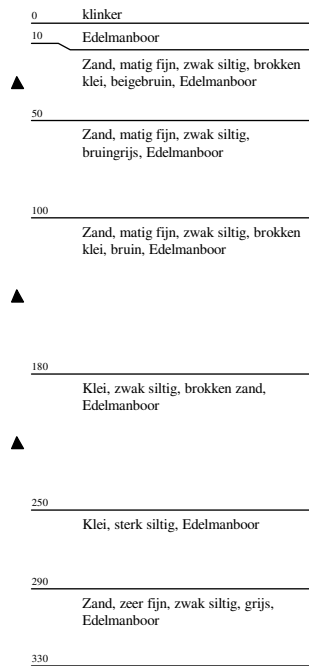 0 klinker
10 Edelmanboor
Zand, matig fijn, zwak siltig, brokken
klei, beigebruin, Edelmanboor
50
Zand, matig fijn, zwak siltig,
bruingrijs, Edelmanboor
100
Zand, matig fijn, zwak siltig, brokken
klei, bruin, Edelmanboor
180
Klei, zwak siltig, brokken zand,
Edelmanboor
250
Klei, sterk siltig, Edelmanboor
290
Zand, zeer fijn, zwak siltig, grijs,
Edelmanboor
330